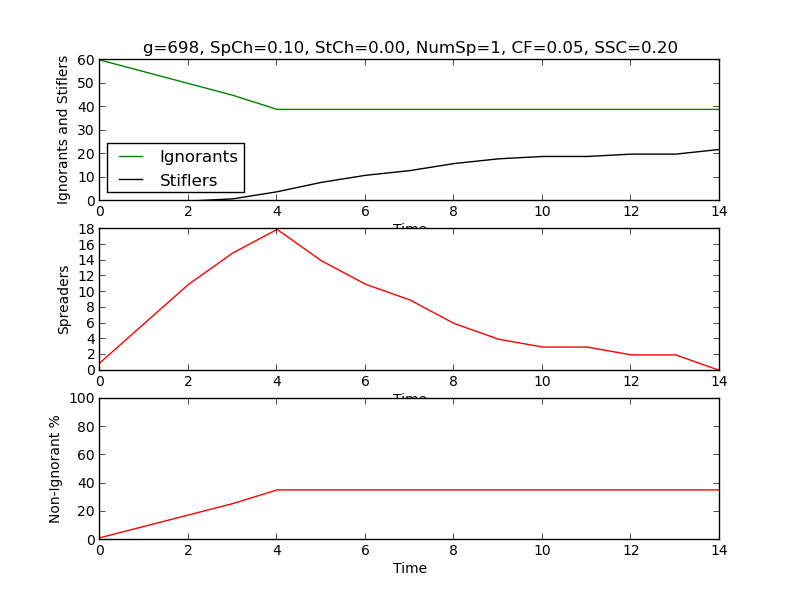 g=698, SpCh=0.10, StCh=0.00, NumSp=1, CF=0.05, SSC=0.20
Ignorants and Stiflers
60
50
40
30
20
10
0
Ignorants
Stiflers
0 2 4 6 8 10 12 14
Time
Spreaders
18
16
14
12
10
8
6
4
2
0
0 2 4 6 8 10 12 14
Time
Non-Ignorant %
100
80
60
40
20
0
0 2 4 6 8 10 12 14
Time